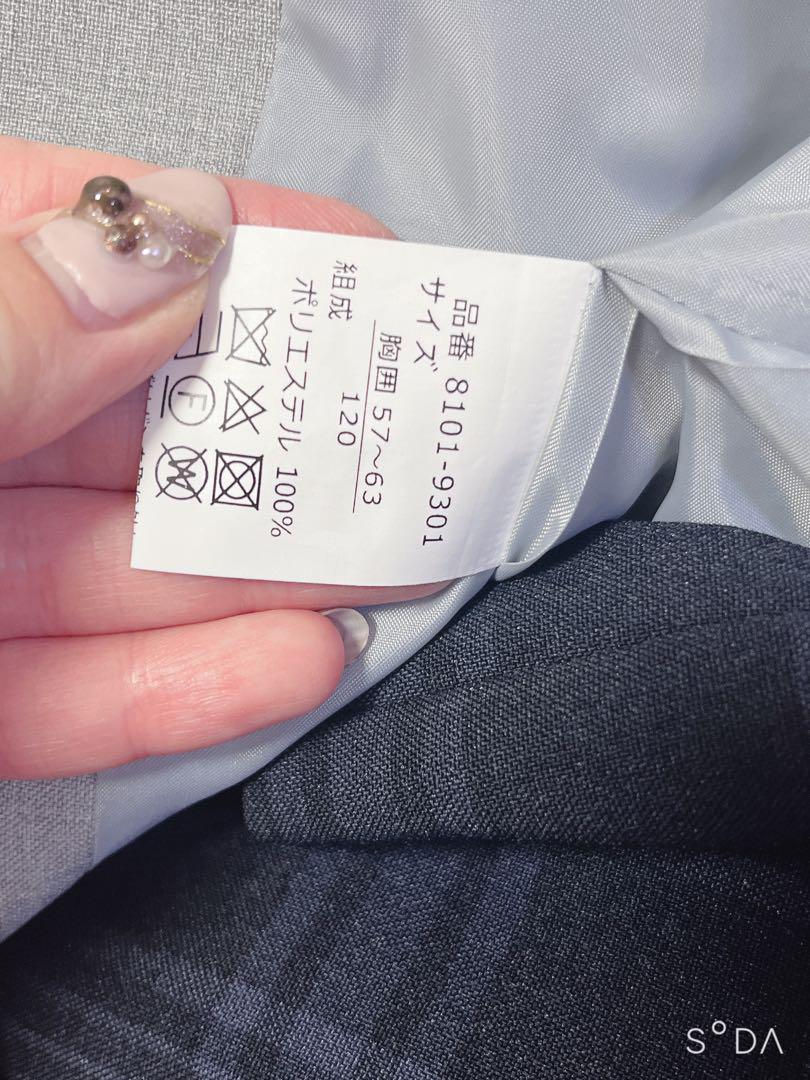 品番 8101-9301
サイズ
胸囲 57~63
120
組成
ポリエステル 100%
F
W
S°DA